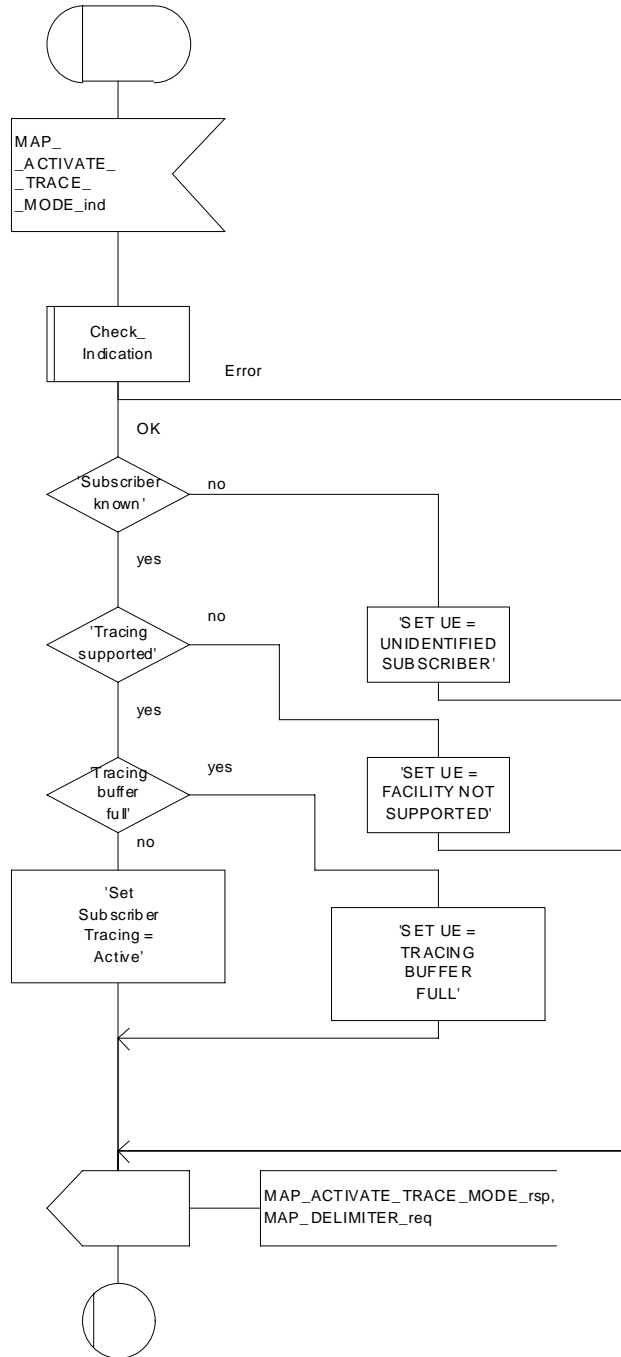 MAP_
_ACTIVATE_
_TRACE_
_MODE_ind
Check_
Indication
Error
OK
'Subscriber
known'
no
yes
'Tracing
supported'
no
'SET UE =
UNIDENTIFIED
SUBSCRIBER'
yes
'Tracing
buffer
full'
yes
'SET UE =
FACILITY NOT
SUPPORTED'
no
'Set
Subscriber
Tracing =
Active'
'SET UE =
TRACING
BUFFER
FULL'
MAP_ACTIVATE_TRACE_MODE_rsp,
MAP_DELIMITER_req